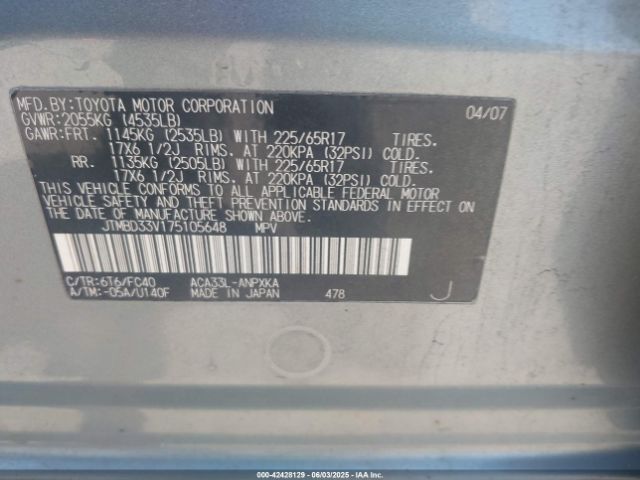 MFD.BY:TOYOTA MOTOR CORPORATION 04/07
GVWR:2055KG (4535LB)
GAWR:FRT. 1145KG (2535LB) WITH 225/65R17 TIRES.
17X6 1/2J RIMS. AT 220KPA (32PSI) COLD.
RR. 1135KG (2505LB) WITH 225/65R17 TIRES.
17X6 1/2J RIMS. AT 220KPA (32PSI) COLD.
THIS VEHICLE CONFORMS TO ALL APPLICABLE FEDERAL MOTOR
VEHICLE SAFETY AND THEFT PREVENTION STANDARDS IN EFFECT
ON THE DATE OF MANUFACTURE SHOWN ABOVE.
JTMBD33V175105648 MPV
C/TR:6T6/FC40 ACA33L-ANPXKA
A/TM:-05A/U140F MADE IN JAPAN 478 J
000-42428129 - 06/03/2025 - IAA Inc.